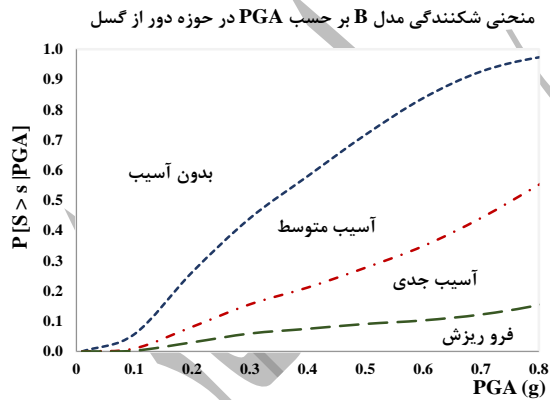 منحنی شکنندگی مدل B بر حسب PGA در حوزه دور از گسل
P [S > s |PGA]
1.0
0.9
0.8
0.7
0.6
0.5
0.4
0.3
0.2
0.1
0.0
بدون آسیب
آسیب متوسط
آسیب جدی
فرو ریزش
0 0.1 0.2 0.3 0.4 0.5 0.6 0.7 0.8
PGA (g)